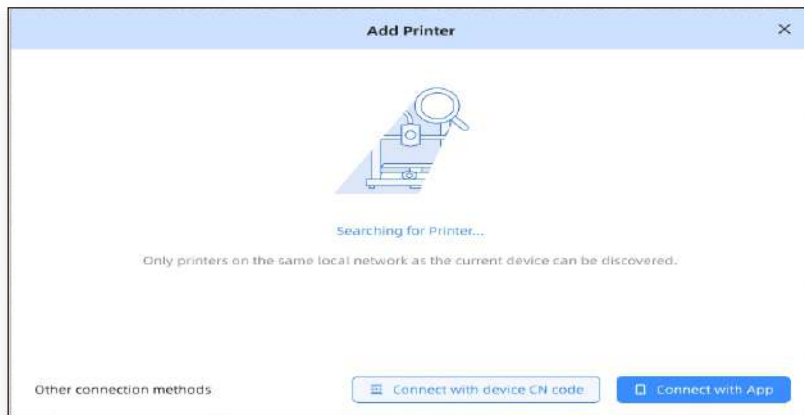 Add Printer
Searching for Printer...
Only printers on the same local network as the current device can be discovered.
Other connection methods
Connect with device CN code
Connect with App